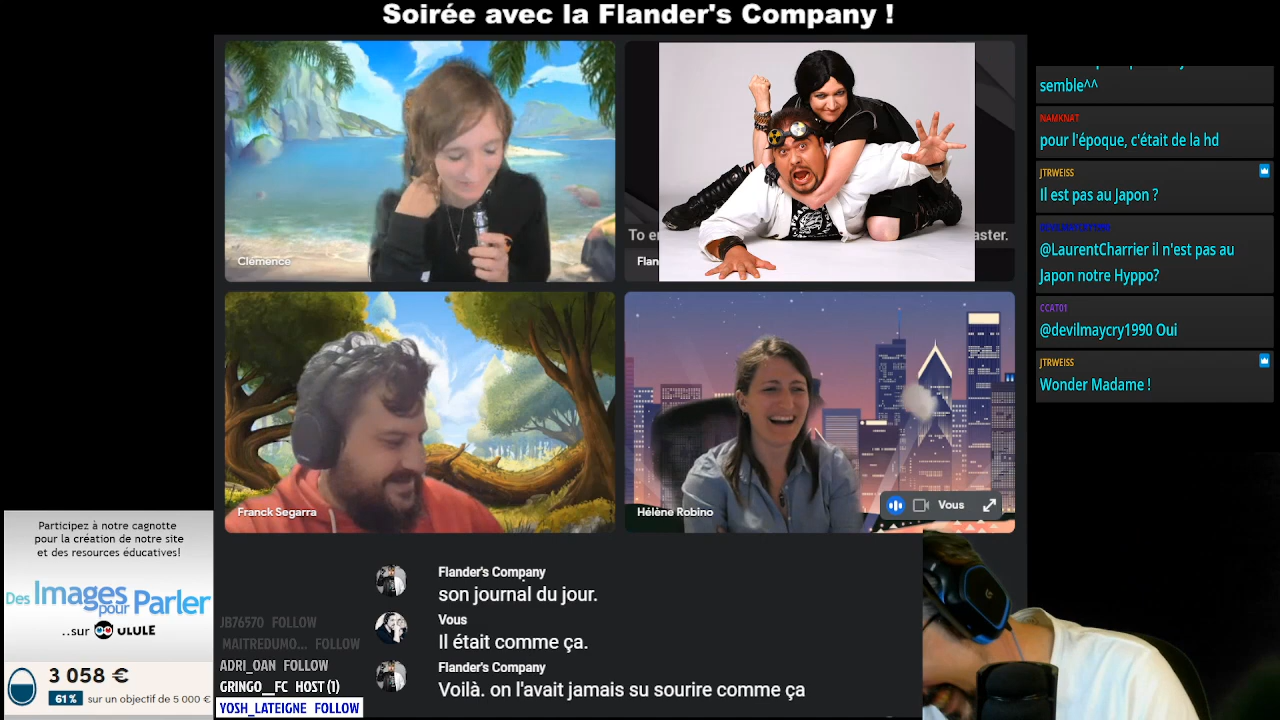 Soirée avec la Flander's Company !
Clémence
To en
aster.
Flan
Franck Segarra
Hélène Robino
Vous
semble^^
NAMKNAT
pour l'époque, c'était de la hd
JTRWEISS
Il est pas au Japon ?
@LaurentCharrier il n'est pas au
Japon notre Hyppo?
CCAT01
@devilmaycry1990 Oui
JTRWEISS
Wonder Madame !
Participez à notre cagnotte
pour la création de notre site
et des resources éducatives!
Des Images pour Parler
..sur ULULE
3 058 €
61 % sur un objectif de 5 000 €
JB76570 FOLLOW
MAITREDUMO... FOLLOW
ADRI_OAN FOLLOW
GRINGO__FC HOST (1)
YOSH_LATEIGNE FOLLOW
Flander's Company
son journal du jour.
Vous
Il était comme ça.
Flander's Company
Voilà. on l'avait jamais su sourire comme ça